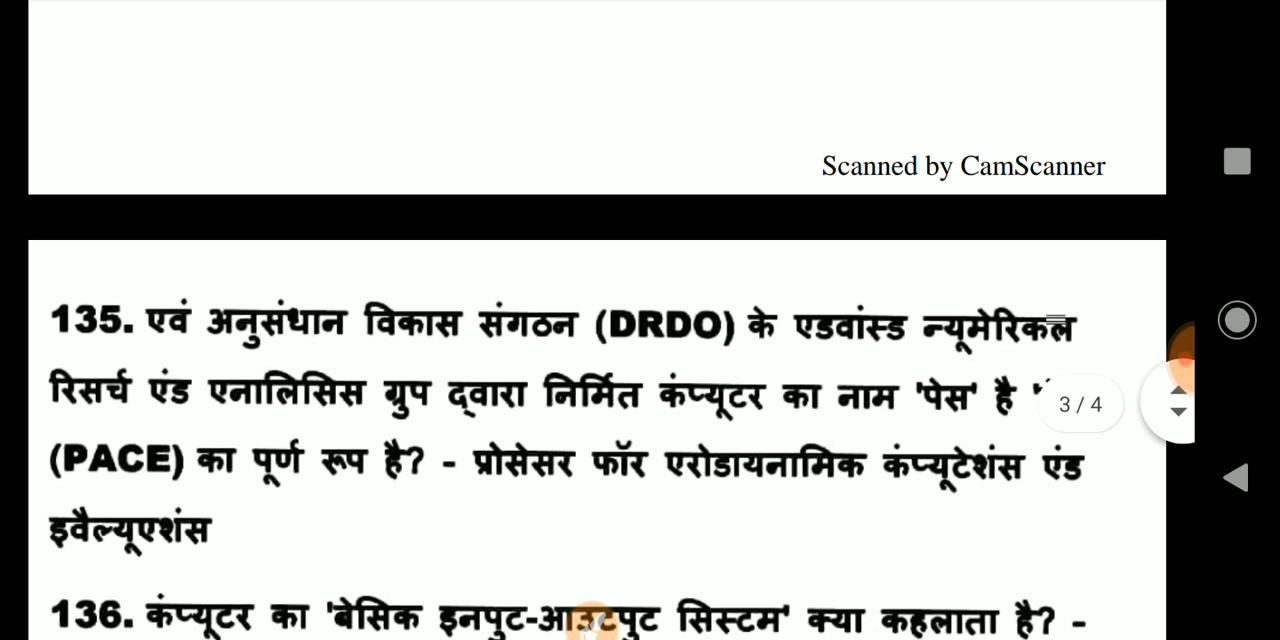 Scanned by CamScanner
135. एवं अनुसंधान विकास संगठन (DRDO) के एडवांस्ड न्यूमेरिकल
रिसर्च एंड एनालिसिस ग्रुप द्वारा निर्मित कंप्यूटर का नाम 'पेस' है
3 / 4
(PACE) का पूर्ण रूप है? - प्रोसेसर फॉर एरोडायनामिक कंप्यूटेशंस एंड
इवैल्यूएशंस
136. कंप्यूटर का 'बेसिक इनपुट-आउटपुट सिस्टम' क्या कहलाता है? -